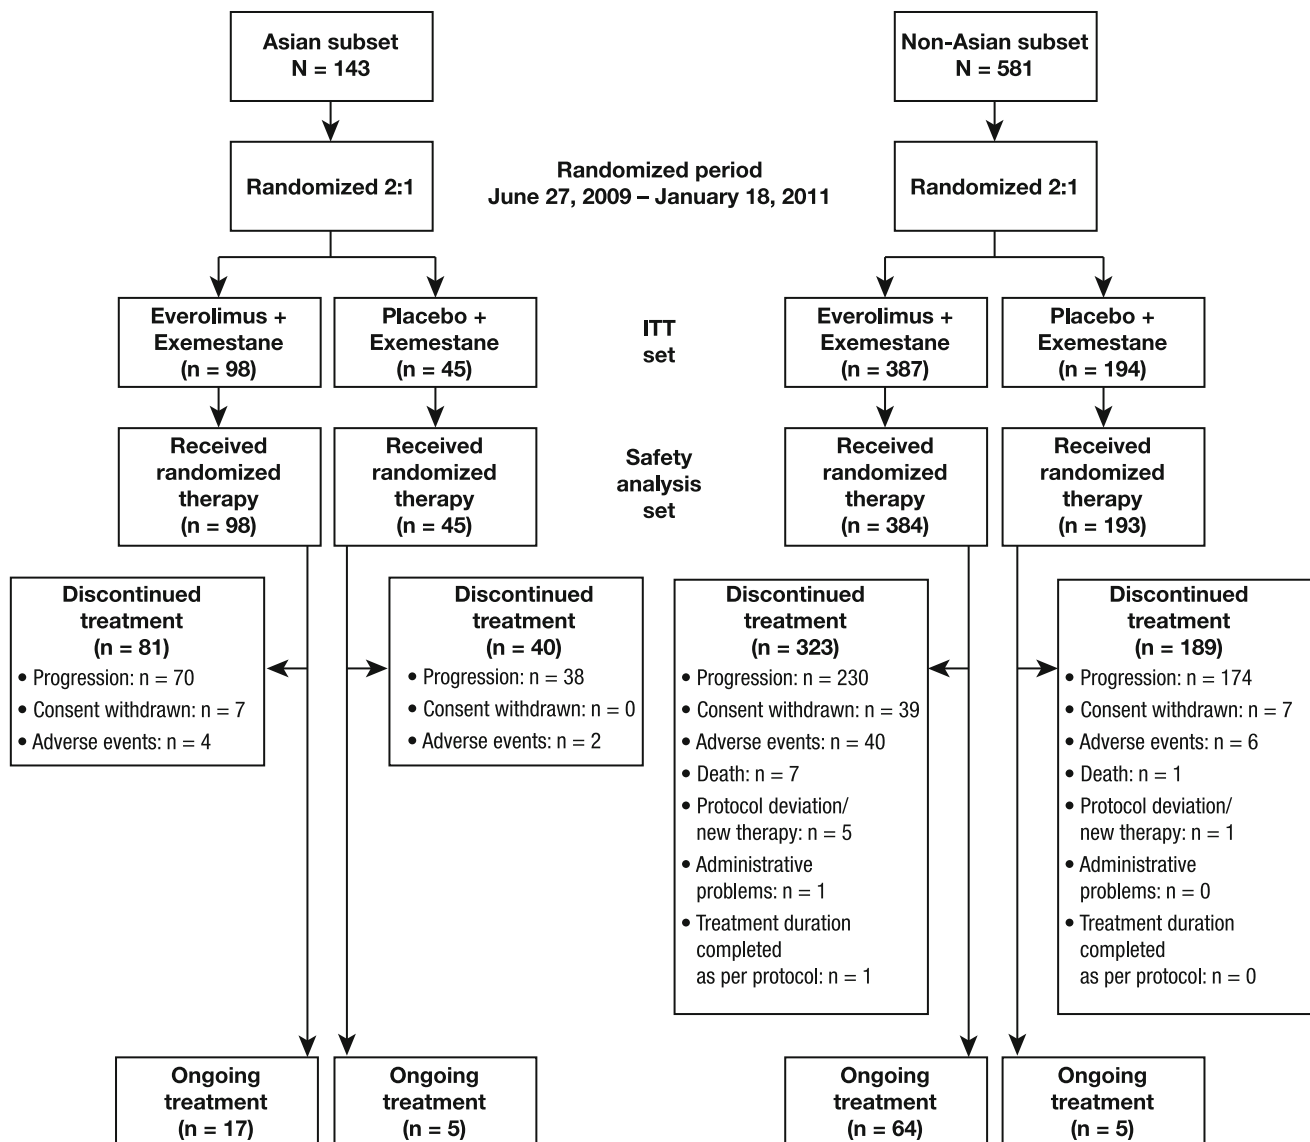 Asian subset
N = 143
Non-Asian subset
N = 581
Randomized 2:1
Randomized period
June 27, 2009 – January 18, 2011
Randomized 2:1
Everolimus +
Exemestane
(n = 98)
Placebo +
Exemestane
(n = 45)
ITT
set
Everolimus +
Exemestane
(n = 387)
Placebo +
Exemestane
(n = 194)
Received
randomized
therapy
(n = 98)
Received
randomized
therapy
(n = 45)
Safety
analysis
set
Received
randomized
therapy
(n = 384)
Received
randomized
therapy
(n = 193)
Discontinued
treatment
(n = 81)
• Progression: n = 70
• Consent withdrawn: n = 7
• Adverse events: n = 4
Discontinued
treatment
(n = 40)
• Progression: n = 38
• Consent withdrawn: n = 0
• Adverse events: n = 2
Discontinued
treatment
(n = 323)
• Progression: n = 230
• Consent withdrawn: n = 39
• Adverse events: n = 40
• Death: n = 7
• Protocol deviation/
new therapy: n = 5
• Administrative
problems: n = 1
• Treatment duration
completed
as per protocol: n = 1
Discontinued
treatment
(n = 189)
• Progression: n = 174
• Consent withdrawn: n = 7
• Adverse events: n = 6
• Death: n = 1
• Protocol deviation/
new therapy: n = 1
• Administrative
problems: n = 0
• Treatment duration
completed
as per protocol: n = 0
Ongoing
treatment
(n = 17)
Ongoing
treatment
(n = 5)
Ongoing
treatment
(n = 64)
Ongoing
treatment
(n = 5)